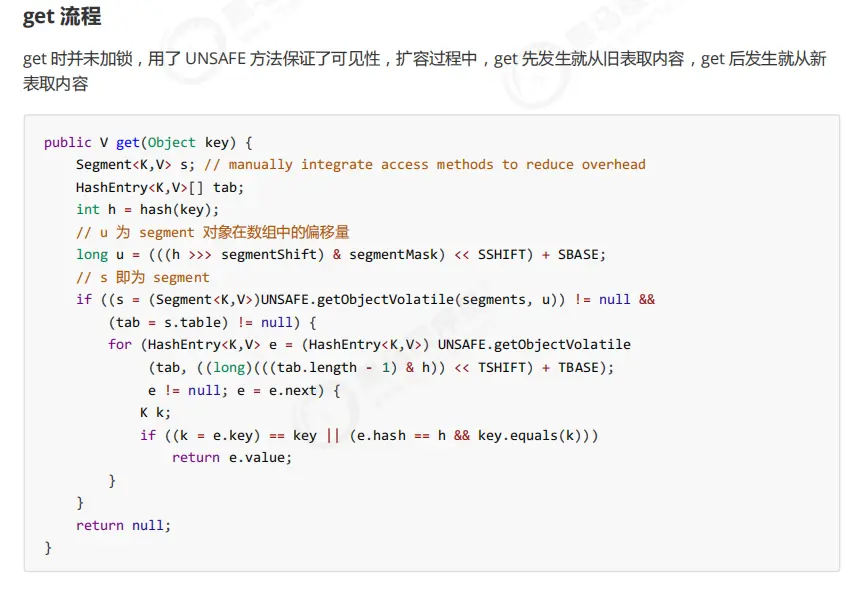 get 流程
get 时并未加锁，用了 UNSAFE 方法保证了可见性，扩容过程中，get 先发生就从旧表取内容，get 后发生就从新
表取内容
public V get(Object key) {
    Segment<K,V> s; // manually integrate access methods to reduce overhead
    HashEntry<K,V>[] tab;
    int h = hash(key);
    // u 为 segment 对象在数组中的偏移量
    long u = (((h >>> segmentShift) & segmentMask) << SSHIFT) + SBASE;
    // s 即为 segment
    if ((s = (Segment<K,V>)UNSAFE.getObjectVolatile(segments, u)) != null &&
        (tab = s.table) != null) {
        for (HashEntry<K,V> e = (HashEntry<K,V>) UNSAFE.getObjectVolatile
             (tab, ((long)(((tab.length - 1) & h)) << TSHIFT) + TBASE);
             e != null; e = e.next) {
            K k;
            if ((k = e.key) == key || (e.hash == h && key.equals(k)))
                return e.value;
        }
    }
    return null;
}